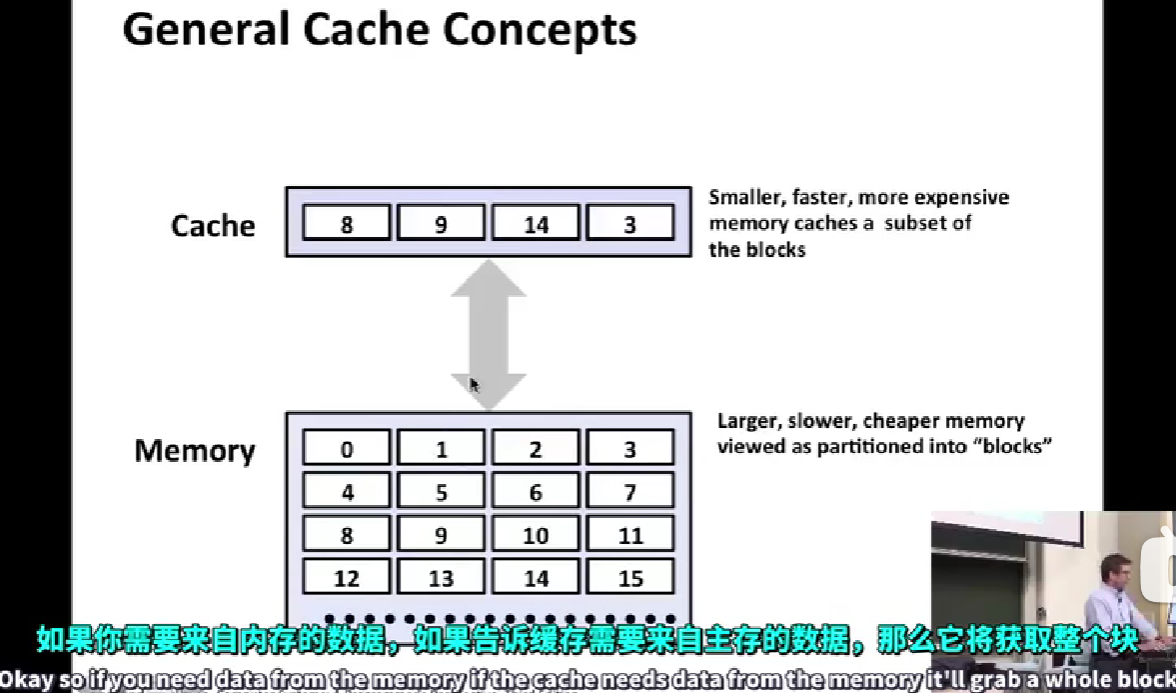 General Cache Concepts
Cache
8 9 14 3
Smaller, faster, more expensive
memory caches a subset of
the blocks
Memory
0 1 2 3
4 5 6 7
8 9 10 11
12 13 14 15
Larger, slower, cheaper memory
viewed as partitioned into “blocks”
如果你需要来自内存的数据，如果告诉缓存需要来自主存的数据，那么它将获取整个块
Okay so if you need data from the memory if the cache needs data from the memory it'll grab a whole block